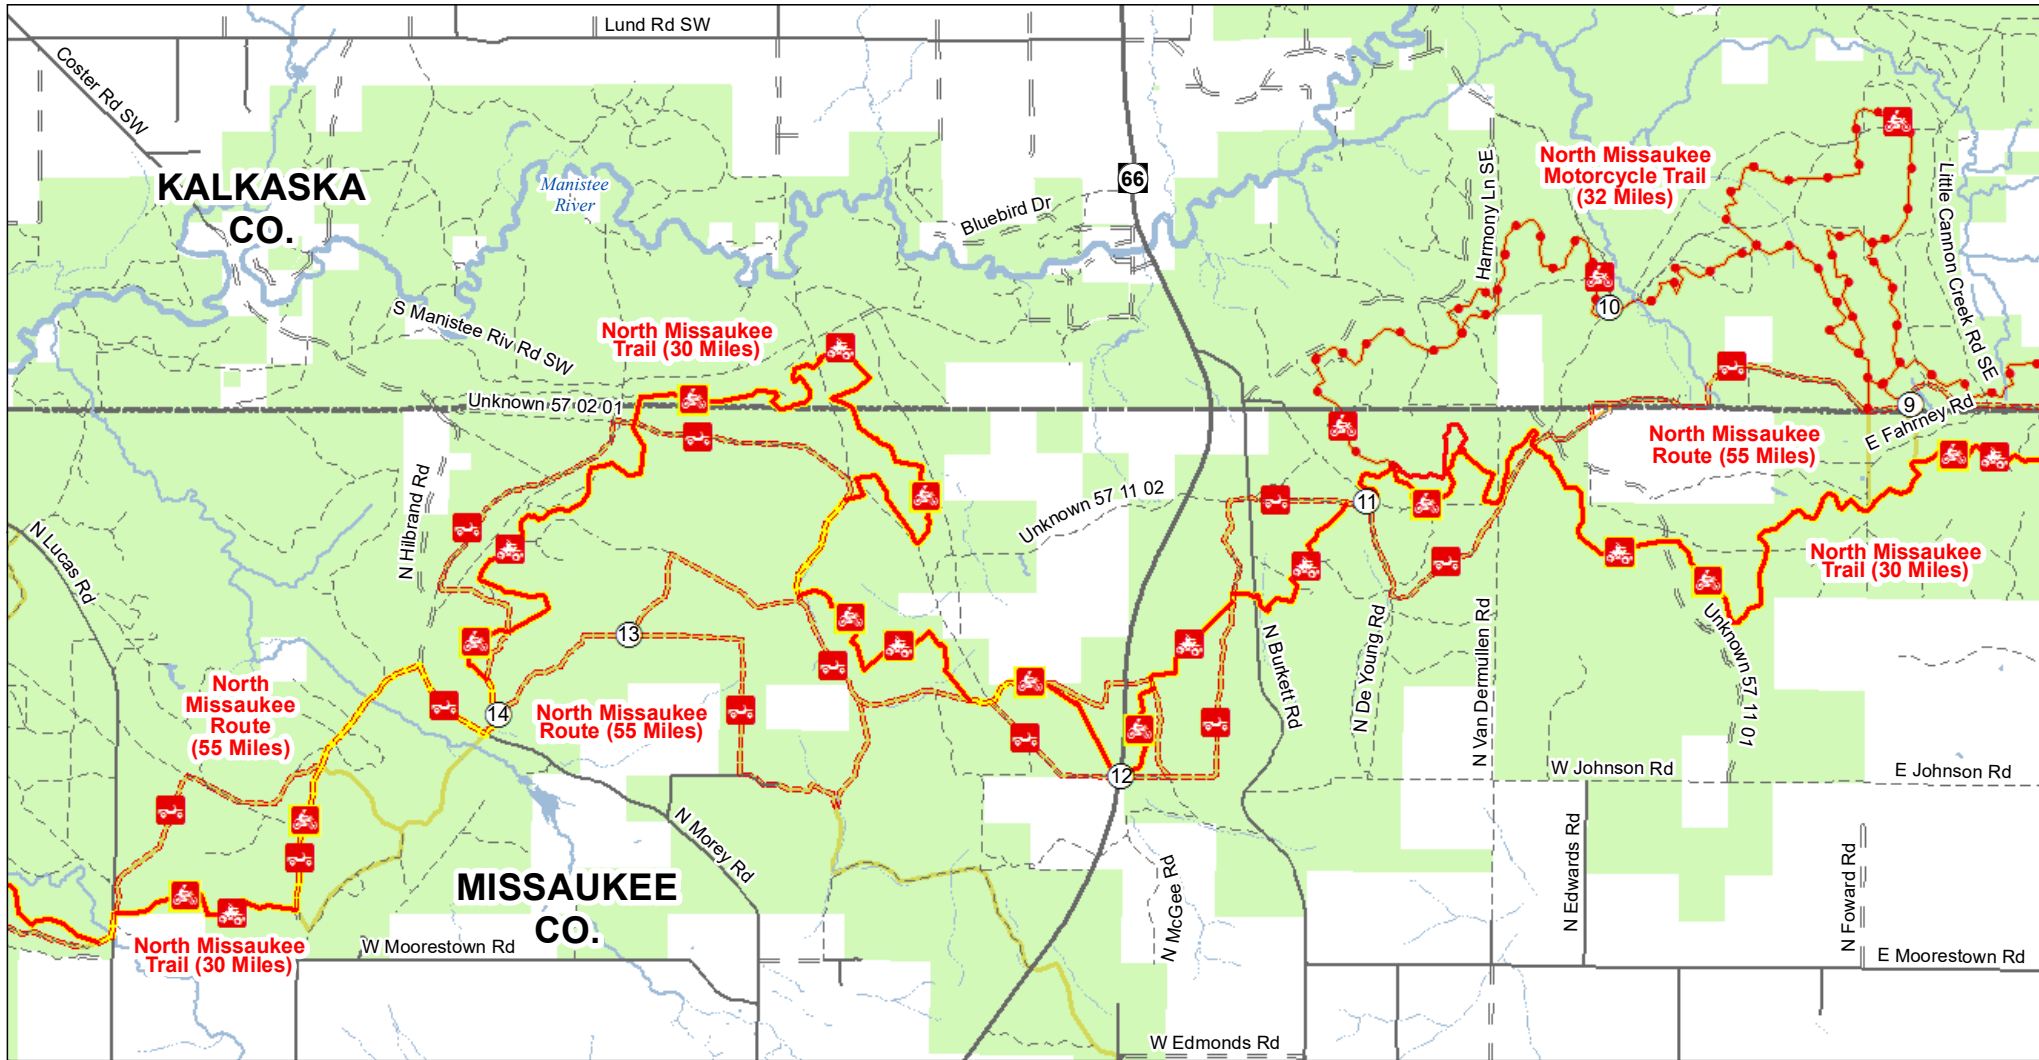 Lund Rd SW
Coster Rd SW
66
KALKASKA
CO.
Manistee
River
Bluebird Dr
Harmony Ln SE
North Missaukee
Motorcycle Trail
(32 Miles)
Little Cannon Creek Rd SE
10
S Manistee Riv Rd SW
North Missaukee
Trail (30 Miles)
Unknown 57 02 01
9
E Fahrney Rd
North Missaukee
Route (55 Miles)
N Hilbrand Rd
N Lucas Rd
Unknown 57 11 02
11
North Missaukee
Trail (30 Miles)
13
N Burkett Rd
N De Young Rd
N Van Dermullen Rd
Unknown 57 11 01
North
Missaukee
Route
(55 Miles)
14
North Missaukee
Route (55 Miles)
12
W Johnson Rd
E Johnson Rd
N Morey Rd
N McGee Rd
N Edwards Rd
N Foward Rd
MISSAUKEE
CO.
North Missaukee
Trail (30 Miles)
W Moorestown Rd
E Moorestown Rd
W Edmonds Rd